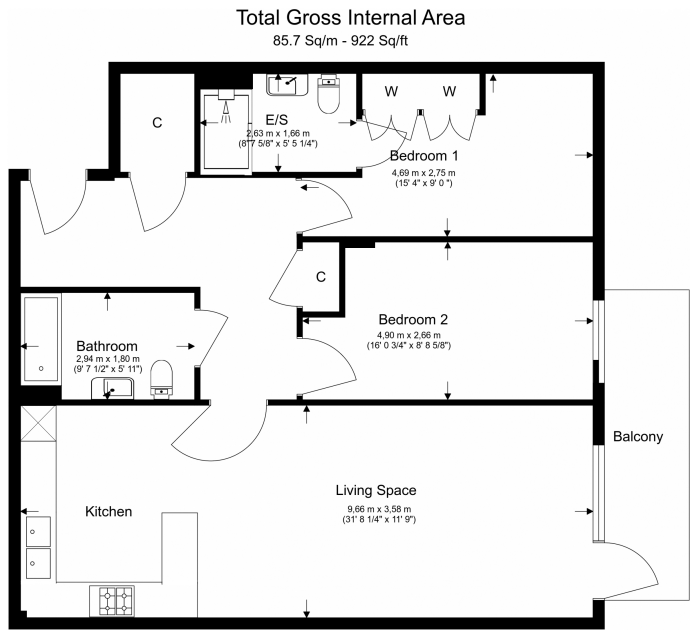 Total Gross Internal Area
85.7 Sq/m - 922 Sq/ft
W
W
C
E/S
2,63 m x 1,66 m
(8'7 5/8" x 5' 5 1/4")
Bedroom 1
4,69 m x 2,75 m
(15' 4" x 9' 0 ")
C
Bedroom 2
4,90 m x 2,66 m
(16' 0 3/4" x 8' 8 5/8")
Bathroom
2,94 m x 1,80 m
(9' 7 1/2" x 5' 11")
Balcony
Living Space
9,66 m x 3,58 m
(31' 8 1/4" x 11' 9")
Kitchen